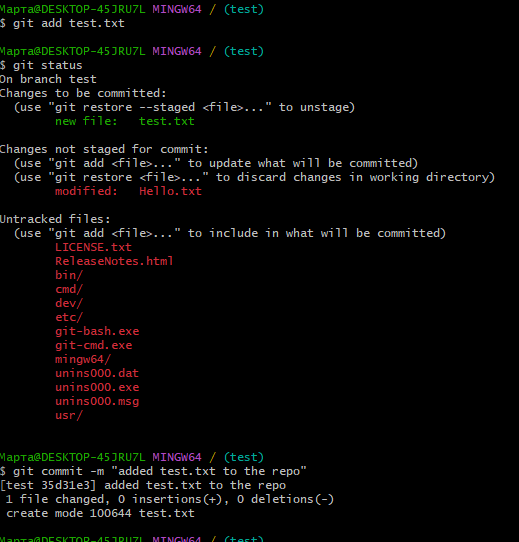 Марта@DESKTOP-45JRU7L MINGW64 / (test)
$ git add test.txt
Марта@DESKTOP-45JRU7L MINGW64 / (test)
$ git status
On branch test
Changes to be committed:
  (use "git restore --staged <file>..." to unstage)
        new file:   test.txt
Changes not staged for commit:
  (use "git add <file>..." to update what will be committed)
  (use "git restore <file>..." to discard changes in working directory)
        modified:   Hello.txt
Untracked files:
  (use "git add <file>..." to include in what will be committed)
        LICENSE.txt
        ReleaseNotes.html
        bin/
        cmd/
        dev/
        etc/
        git-bash.exe
        git-cmd.exe
        mingw64/
        unins000.dat
        unins000.exe
        unins000.msg
        usr/
Марта@DESKTOP-45JRU7L MINGW64 / (test)
$ git commit -m "added test.txt to the repo"
[test 35d31e3] added test.txt to the repo
 1 file changed, 0 insertions(+), 0 deletions(-)
 create mode 100644 test.txt
Марта@DESKTOP-45JRU7L MINGW64 / (test)